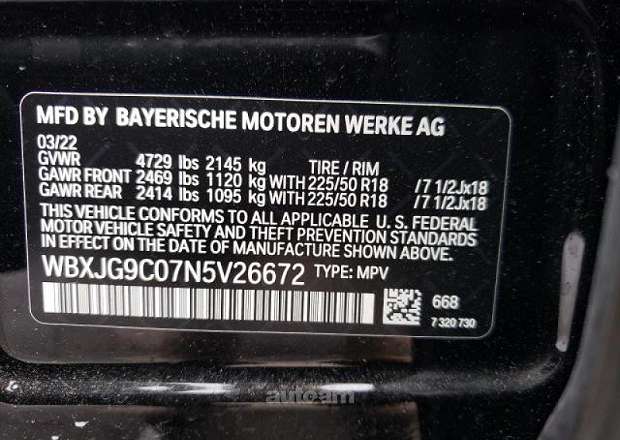 MFD BY BAYERISCHE MOTOREN WERKE AG
03/22
GVWR 4729 lbs 2145 kg TIRE / RIM
GAWR FRONT 2469 lbs 1120 kg WITH 225/50 R18 /7 1/2Jx18
GAWR REAR 2414 lbs 1095 kg WITH 225/50 R18 /7 1/2Jx18
THIS VEHICLE CONFORMS TO ALL APPLICABLE U. S. FEDERAL
MOTOR VEHICLE SAFETY AND THEFT PREVENTION STANDARDS
IN EFFECT ON THE DATE OF MANUFACTURE SHOWN ABOVE.
WBXJG9C07N5V26672 TYPE: MPV
668
7 320 730
autoam